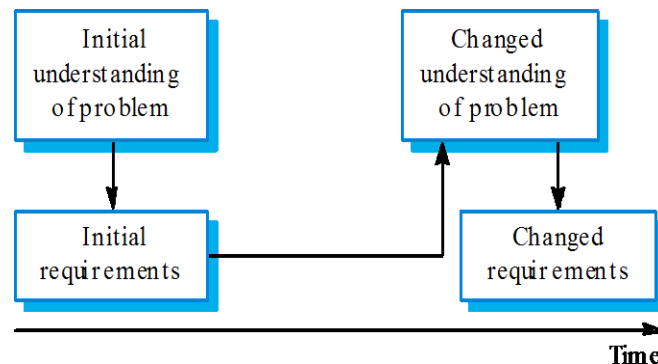 Initial
understanding
of problem
Changed
understanding
of problem
Initial
requirements
Changed
requirements
Time